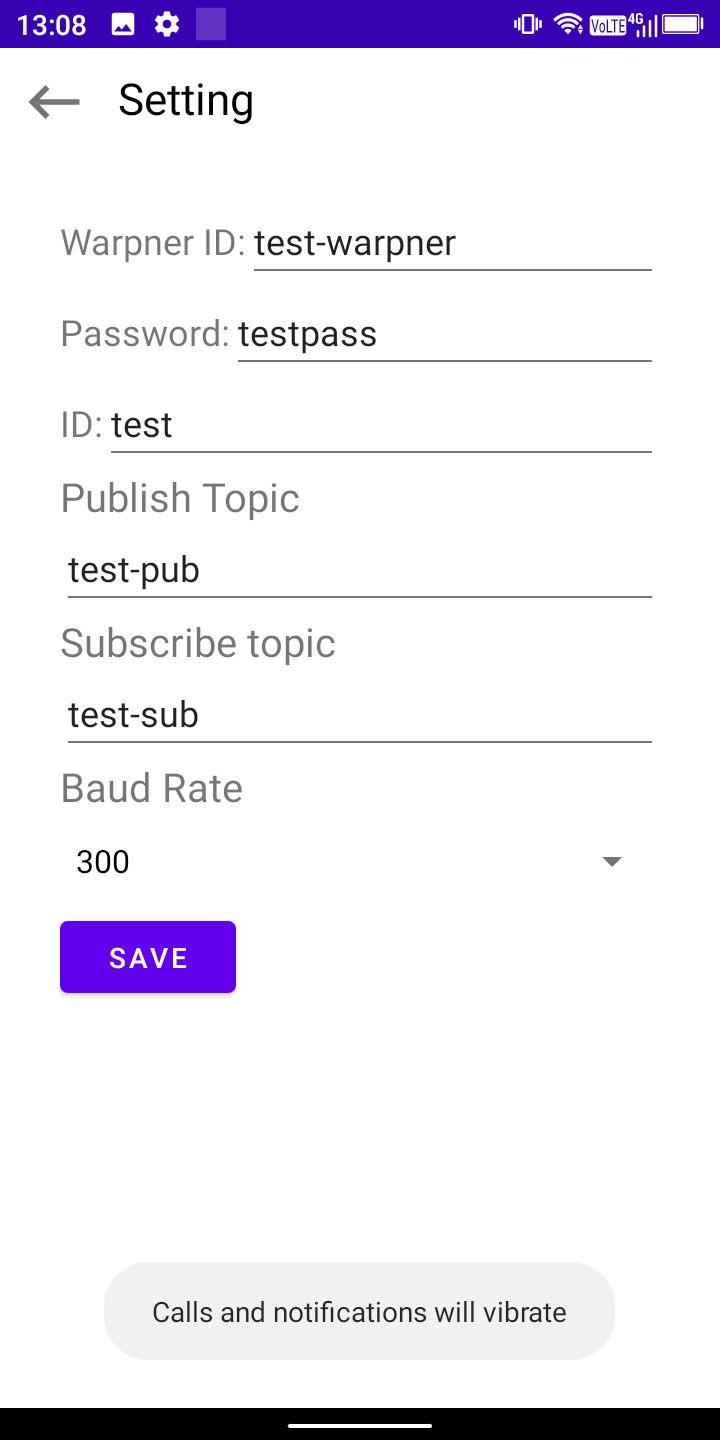 13:08 VoLTE 4G
Setting
Warpner ID: test-warpner
Password: testpass
ID: test
Publish Topic
test-pub
Subscribe topic
test-sub
Baud Rate
300
SAVE
Calls and notifications will vibrate